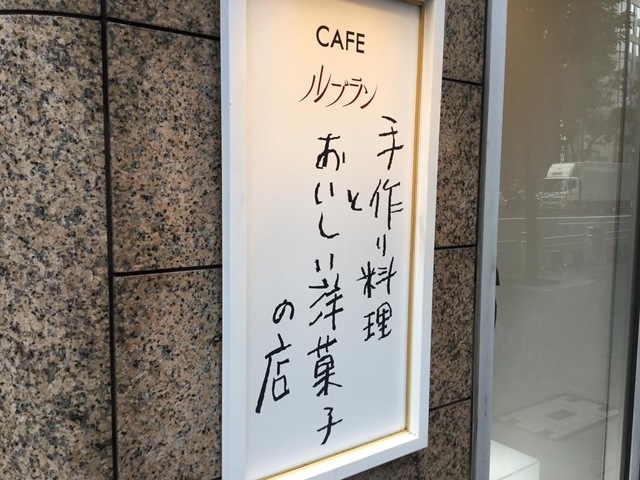 CAFE
ルブラン
手作り料理
と
おいしい洋菓子
の店